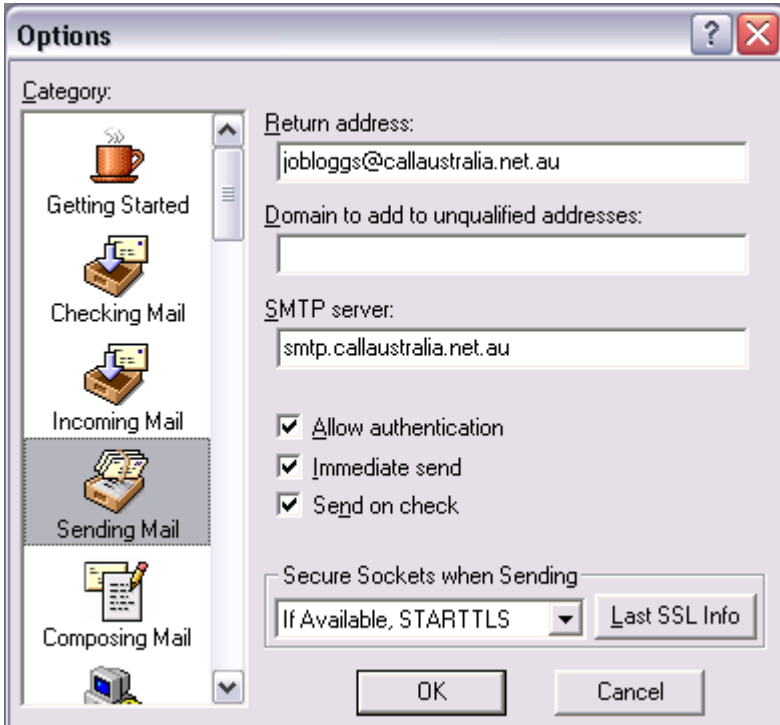 Options
Category:
Getting Started
Checking Mail
Incoming Mail
Sending Mail
Composing Mail
Return address:
jobloggs@callaustralia.net.au
Domain to add to unqualified addresses:
SMTP server:
smtp.callaustralia.net.au
Allow authentication
Immediate send
Send on check
Secure Sockets when Sending
If Available, STARTTLS
Last SSL Info
OK
Cancel